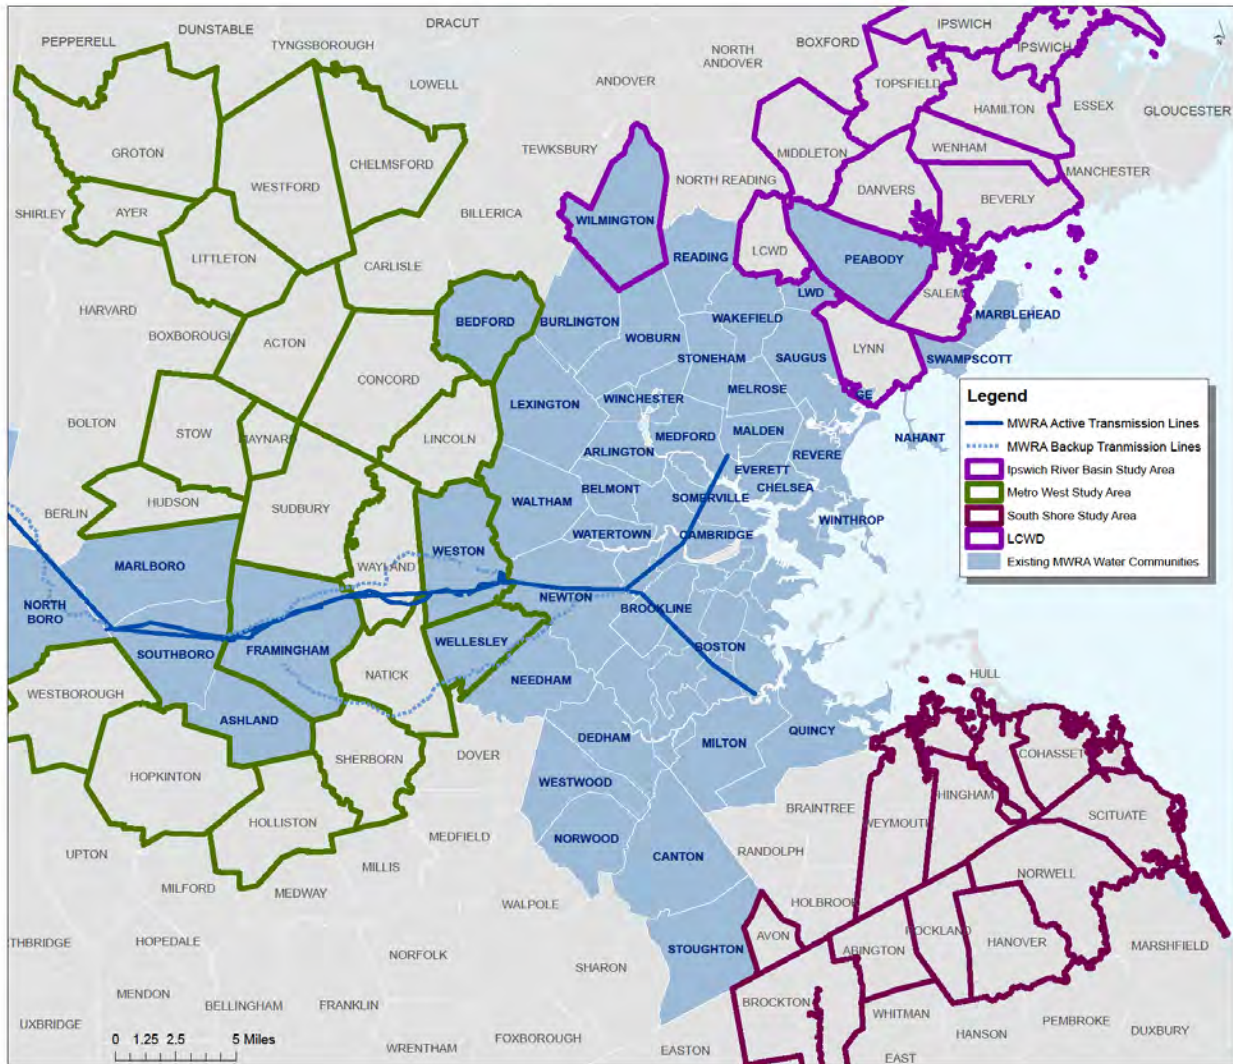 DUNSTABLE
DRACUT
IPSWICH
PEPPERELL
TYNGSBOROUGH
NORTH
ANDOVER
BOXFORD
IPSWICH
LOWELL
ANDOVER
TOPSFIELD
HAMILTON
ESSEX
GLOUCESTER
GROTON
CHELMSFORD
TEWKSBURY
MIDDLETON
WENHAM
WESTFORD
NORTH READING
DANVERS
MANCHESTER
BEVERLY
SHIRLEY
AYER
BILLERICA
WILMINGTON
LITTLETON
CARLISLE
READING
LCWD
PEABODY
LWD
SALEM
HARVARD
BEDFORD
BURLINGTON
WAKEFIELD
MARBLEHEAD
BOXBOROUGH
ACTON
WOBURN
STONEHAM
SAUGUS
LYNN
SWAMPSCOTT
CONCORD
MELROSE
GE
LEXINGTON
WINCHESTER
BOLTON
STOW
MAYNARD
LINCOLN
MEDFORD
MALDEN
NAHANT
ARLINGTON
REVERE
EVERETT
HUDSON
WALTHAM
BELMONT
SOMERVILLE
CHELSEA
BERLIN
SUDBURY
WATERTOWN
CAMBRIDGE
WINTHROP
WESTON
MARLBORO
WAYLAND
NORTH
BORO
NEWTON
BROOKLINE
SOUTHBORO
FRAMINGHAM
WELLESLEY
BOSTON
WESTBOROUGH
NATICK
NEEDHAM
HULL
ASHLAND
DEDHAM
MILTON
QUINCY
HOPKINTON
SHERBORN
DOVER
COHASSET
WESTWOOD
HINGHAM
BRAINTREE
SCITUATE
HOLLISTON
MEDFIELD
NORWOOD
WEYMOUTH
UPTON
MILLIS
CANTON
RANDOLPH
NORWELL
MILFORD
MEDWAY
WALPOLE
HOLBROOK
THBRIDGE
HOPEDALE
STOUGHTON
AVON
ABINGTON
ROCKLAND
HANOVER
MARSHFIELD
NORFOLK
SHARON
MENDON
BELLINGHAM
FRANKLIN
BROCKTON
WHITMAN
PEMBROKE
UXBRIDGE
HANSON
DUXBURY
WRENTHAM
FOXBOROUGH
EASTON
EAST
0 1.25 2.5 5 Miles
N
Legend
MWRA Active Transmission Lines
MWRA Backup Tranmission Lines
Ipswich River Basin Study Area
Metro West Study Area
South Shore Study Area
LCWD
Existing MWRA Water Communities